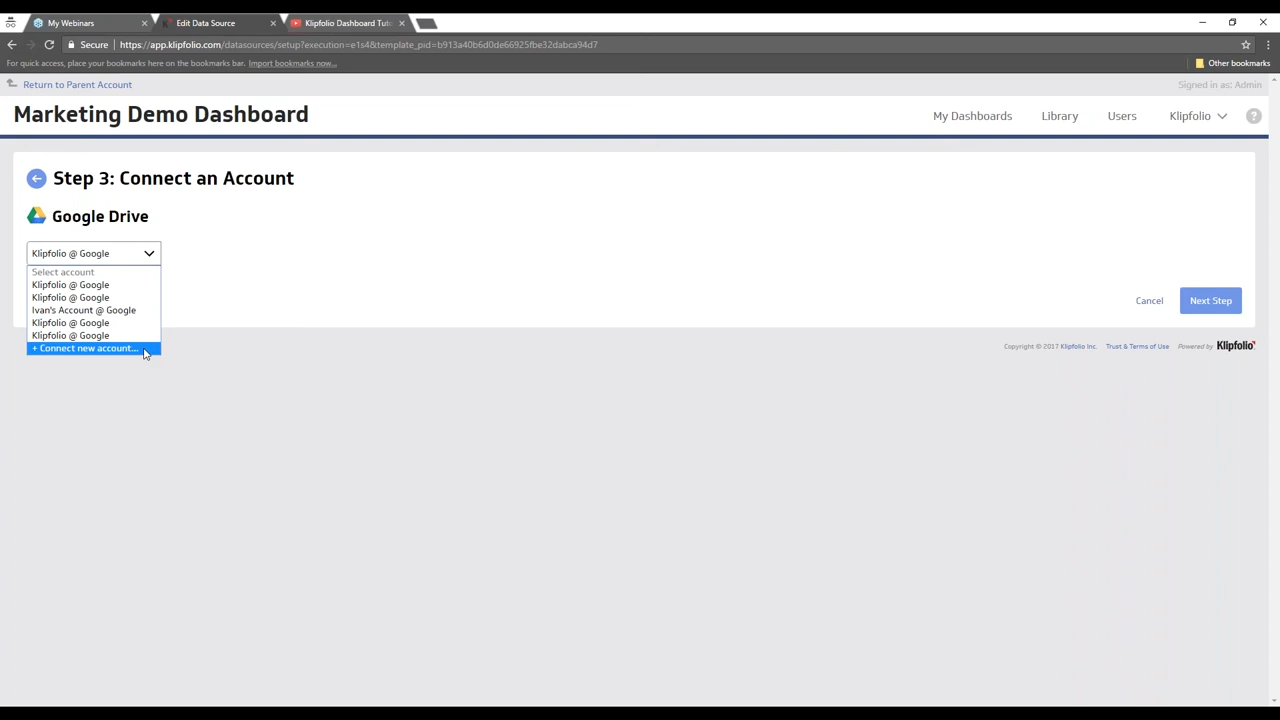 My Webinars
Edit Data Source
Klipfolio Dashboard Tuto
Secure
https://app.klipfolio.com/datasources/setup?execution=e1s4&template_pid=b913a40b6d0de66925fbe32dabca94d7
For quick access, place your bookmarks here on the bookmarks bar. Import bookmarks now...
Other bookmarks
Return to Parent Account
Signed in as: Admin
Marketing Demo Dashboard
My Dashboards
Library
Users
Klipfolio
?
Step 3: Connect an Account
Google Drive
Klipfolio @ Google
Select account
Klipfolio @ Google
Klipfolio @ Google
Ivan's Account @ Google
Klipfolio @ Google
Klipfolio @ Google
+ Connect new account...
Cancel
Next Step
Copyright © 2017 Klipfolio Inc. Trust & Terms of Use Powered by Klipfolio